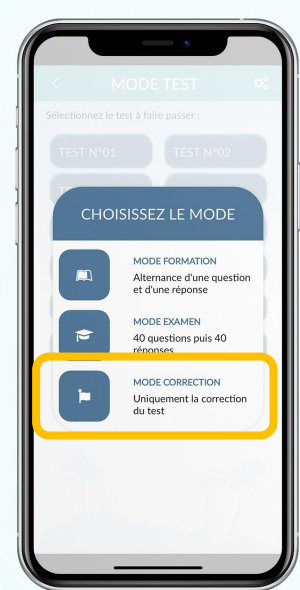 MODE TEST
Sélectionnez le test à faire passer :
TEST N°01
TEST N°02
CHOISISSEZ LE MODE
MODE FORMATION
Alternance d'une question
et d'une réponse
MODE EXAMEN
40 questions puis 40
réponses
MODE CORRECTION
Uniquement la correction
du test